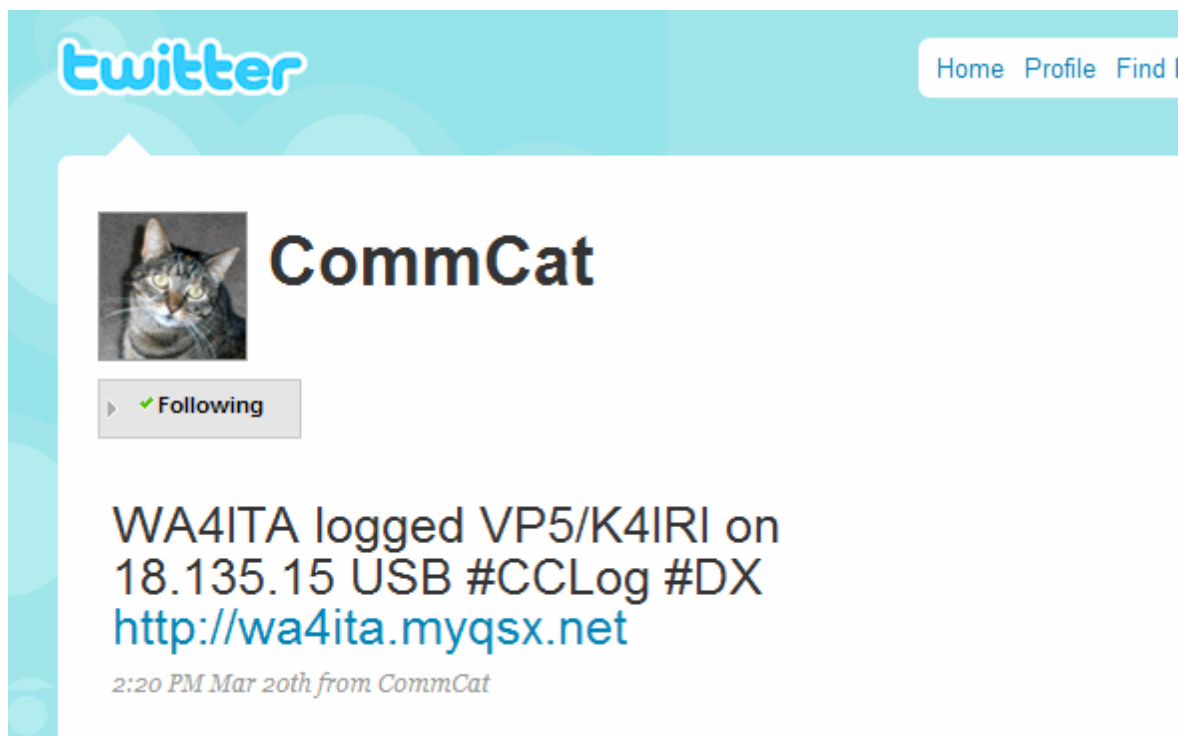 twitter
Home Profile Find
CommCat
Following
WA4ITA logged VP5/K4IRI on
18.135.15 USB #CCLog #DX
http://wa4ita.myqsx.net
2:20 PM Mar 20th from CommCat